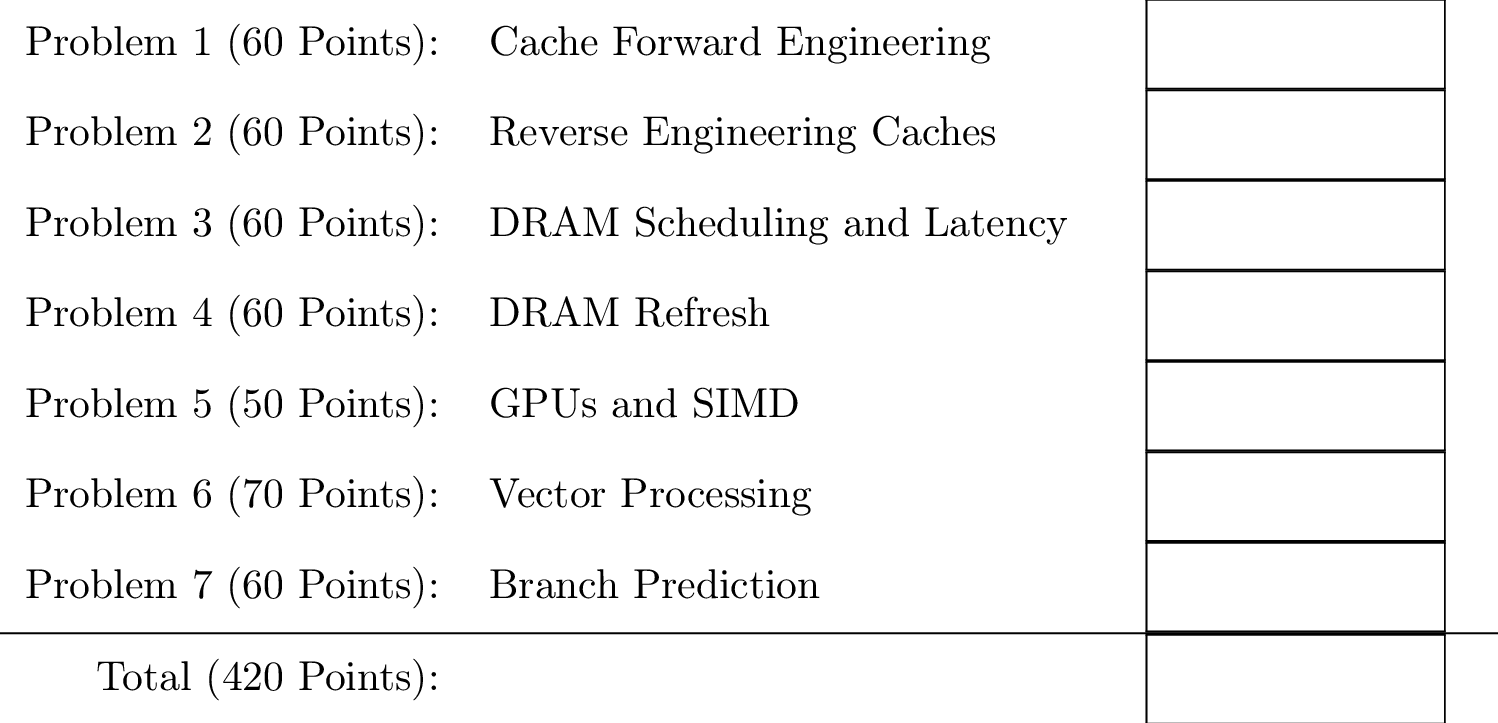 Problem 1 (60 Points): Cache Forward Engineering
Problem 2 (60 Points): Reverse Engineering Caches
Problem 3 (60 Points): DRAM Scheduling and Latency
Problem 4 (60 Points): DRAM Refresh
Problem 5 (50 Points): GPUs and SIMD
Problem 6 (70 Points): Vector Processing
Problem 7 (60 Points): Branch Prediction
Total (420 Points):